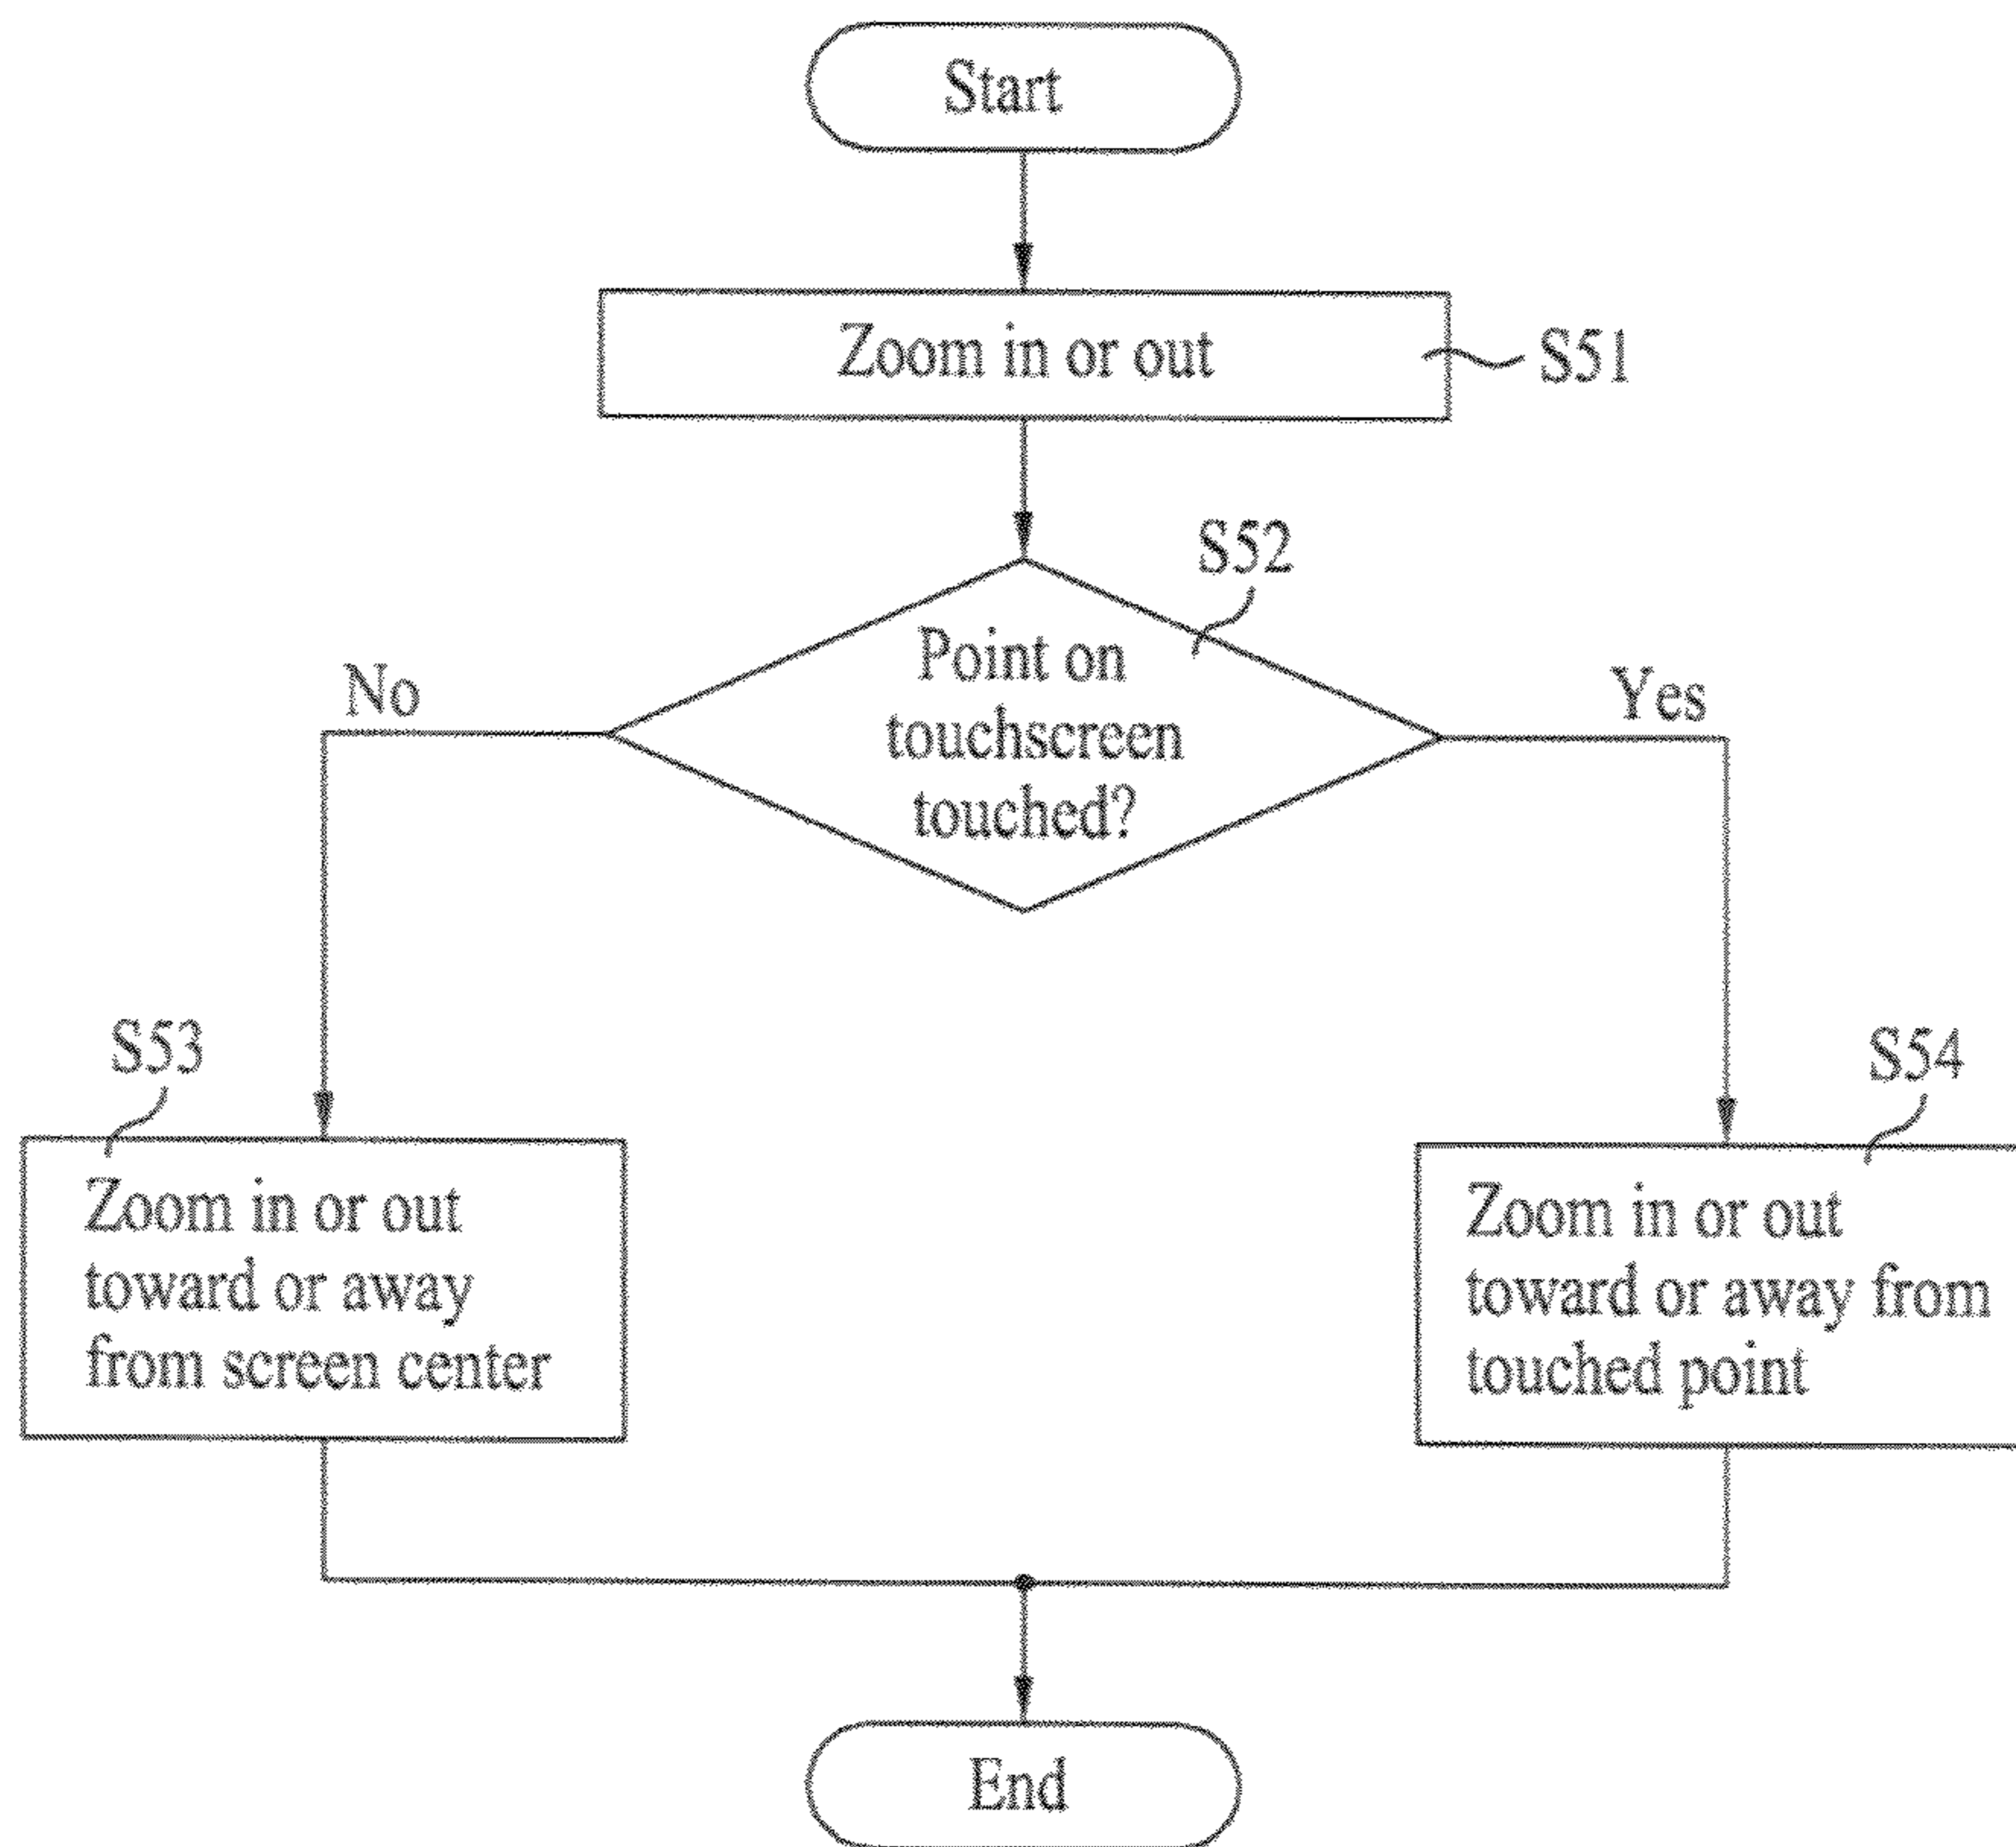 Start
Zoom in or out
S51
S52
Point on
touchscreen
touched?
No
Yes
S53
Zoom in or out
toward or away
from screen center
S54
Zoom in or out
toward or away from
touched point
End